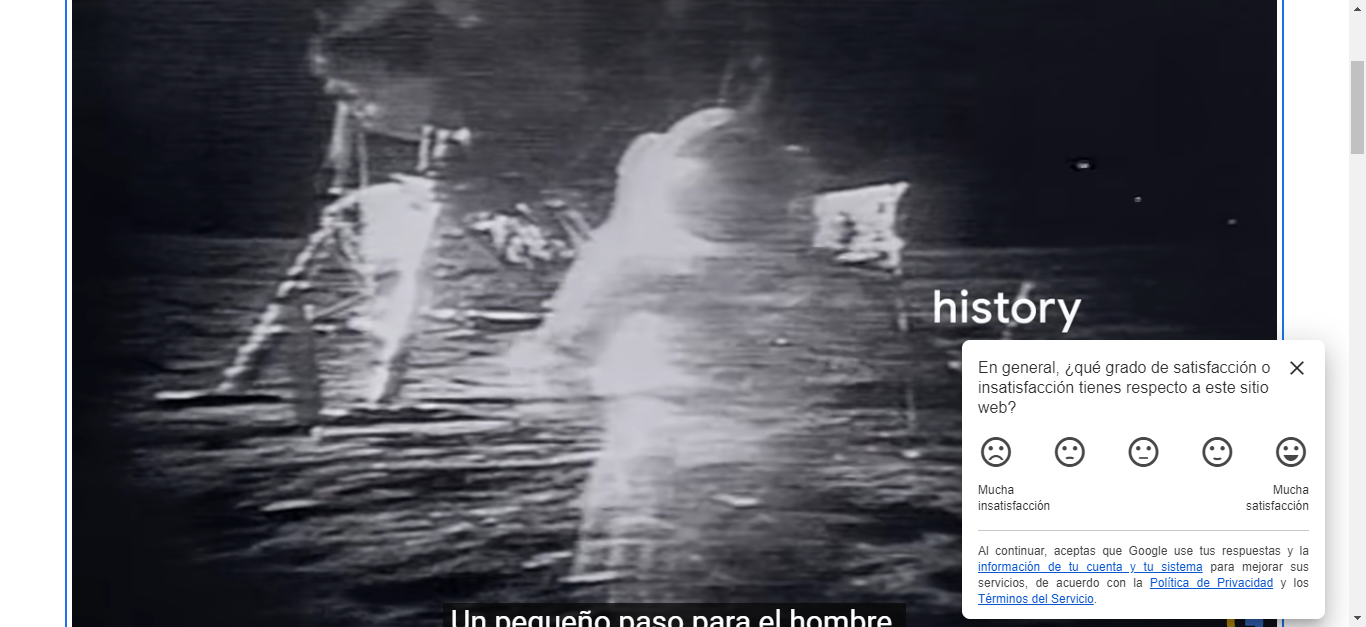 history
En general, ¿qué grado de satisfacción o
insatisfacción tienes respecto a este sitio
web?
Mucha
insatisfacción
Mucha
satisfacción
Al continuar, aceptas que Google use tus respuestas y la
información de tu cuenta y tu sistema para mejorar sus
servicios, de acuerdo con la Política de Privacidad y los
Términos del Servicio.
Un pequeño paso para el hombre